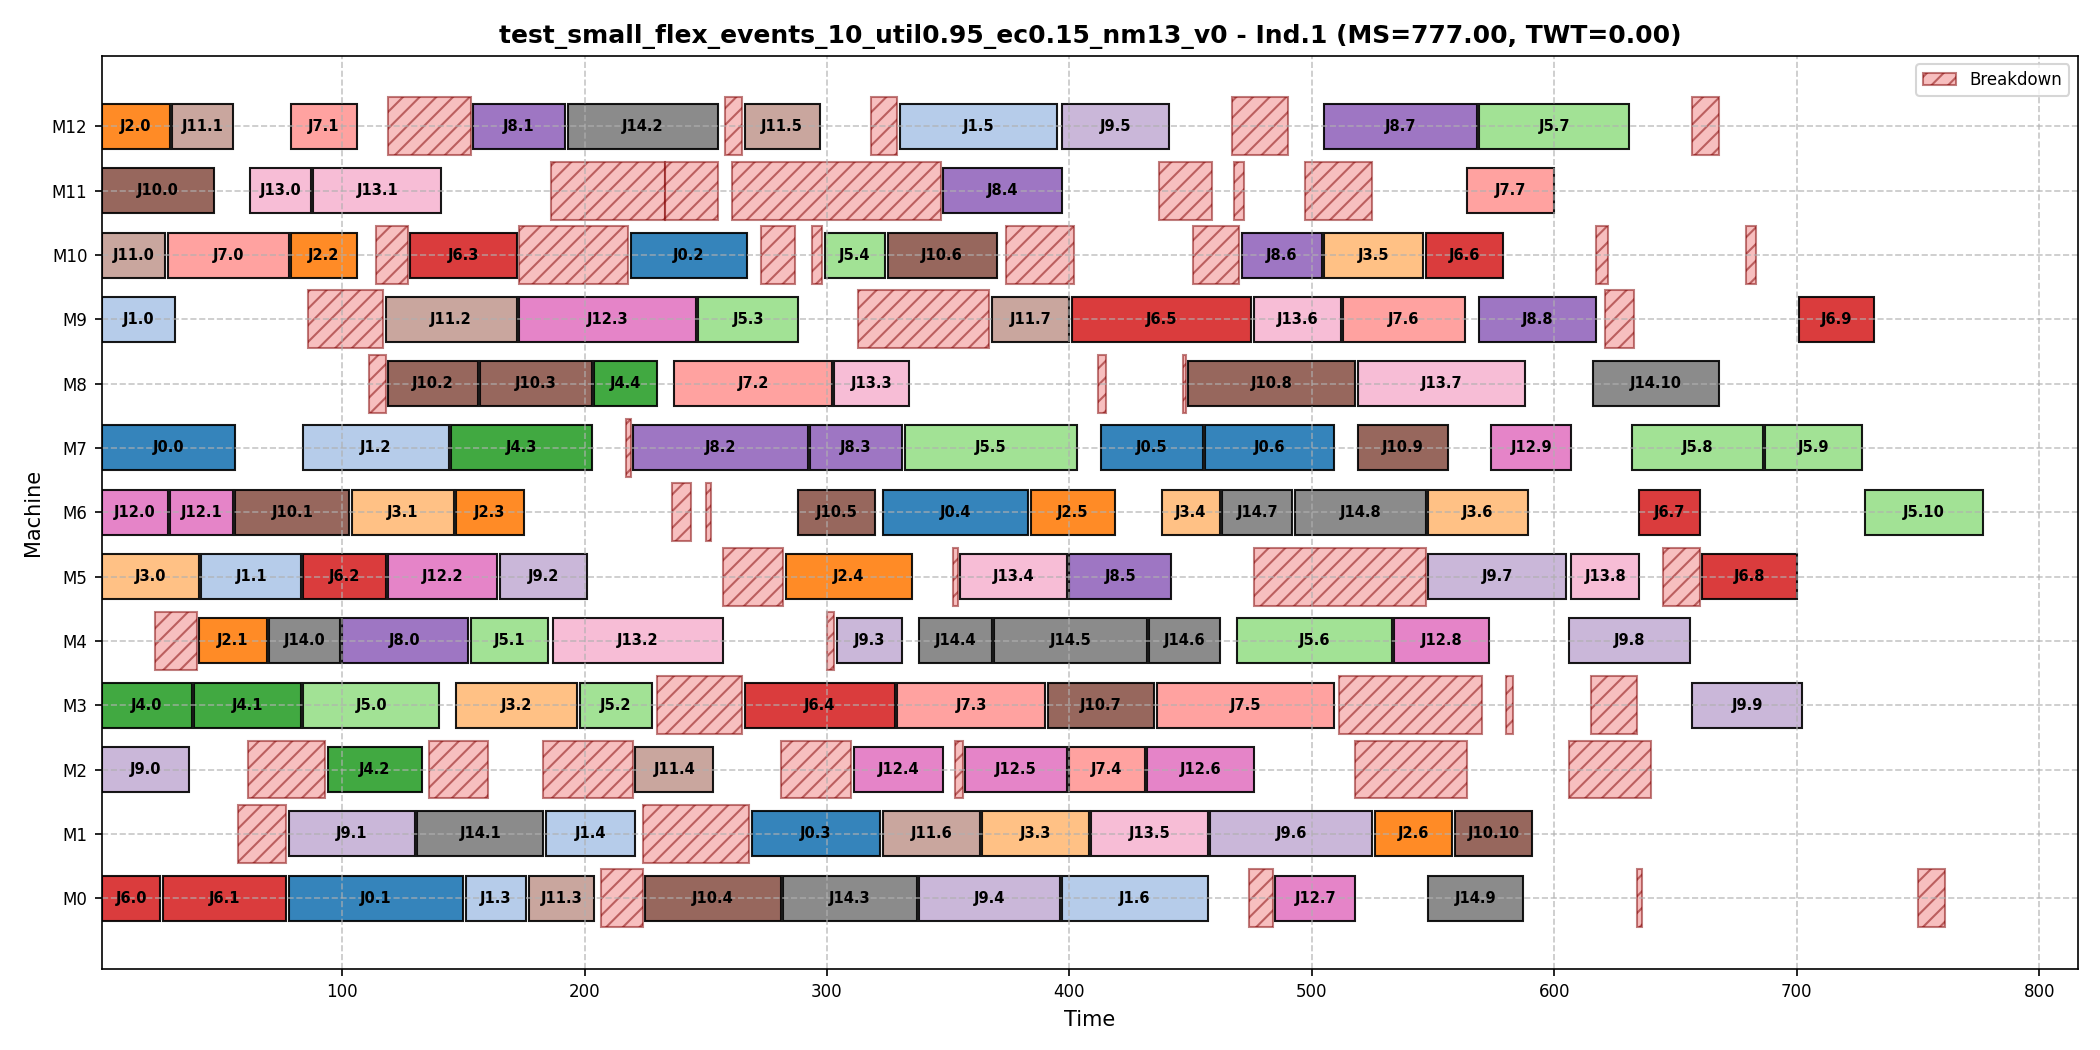 test_small_flex_events_10_util0.95_ec0.15_nm13_v0 - Ind.1 (MS=777.00, TWT=0.00)
Breakdown
Machine
M12 J2.0 J11.1 J7.1 J8.1 J14.2 J11.5 J1.5 J9.5 J8.7 J5.7
M11 J10.0 J13.0 J13.1 J8.4 J7.7
M10 J11.0 J7.0 J2.2 J6.3 J0.2 J5.4 J10.6 J8.6 J3.5 J6.6
M9 J1.0 J11.2 J12.3 J5.3 J11.7 J6.5 J13.6 J7.6 J8.8 J6.9
M8 J10.2 J10.3 J4.4 J7.2 J13.3 J10.8 J13.7 J14.10
M7 J0.0 J1.2 J4.3 J8.2 J8.3 J5.5 J0.5 J0.6 J10.9 J12.9 J5.8 J5.9
M6 J12.0 J12.1 J10.1 J3.1 J2.3 J10.5 J0.4 J2.5 J3.4 J14.7 J14.8 J3.6 J6.7 J5.10
M5 J3.0 J1.1 J6.2 J12.2 J9.2 J2.4 J13.4 J8.5 J9.7 J13.8 J6.8
M4 J2.1 J14.0 J8.0 J5.1 J13.2 J9.3 J14.4 J14.5 J14.6 J5.6 J12.8 J9.8
M3 J4.0 J4.1 J5.0 J3.2 J5.2 J6.4 J7.3 J10.7 J7.5 J9.9
M2 J9.0 J4.2 J11.4 J12.4 J12.5 J7.4 J12.6
M1 J9.1 J14.1 J1.4 J0.3 J11.6 J3.3 J13.5 J9.6 J2.6 J10.10
M0 J6.0 J6.1 J0.1 J1.3 J11.3 J10.4 J14.3 J9.4 J1.6 J12.7 J14.9
100 200 300 400 500 600 700 800
Time